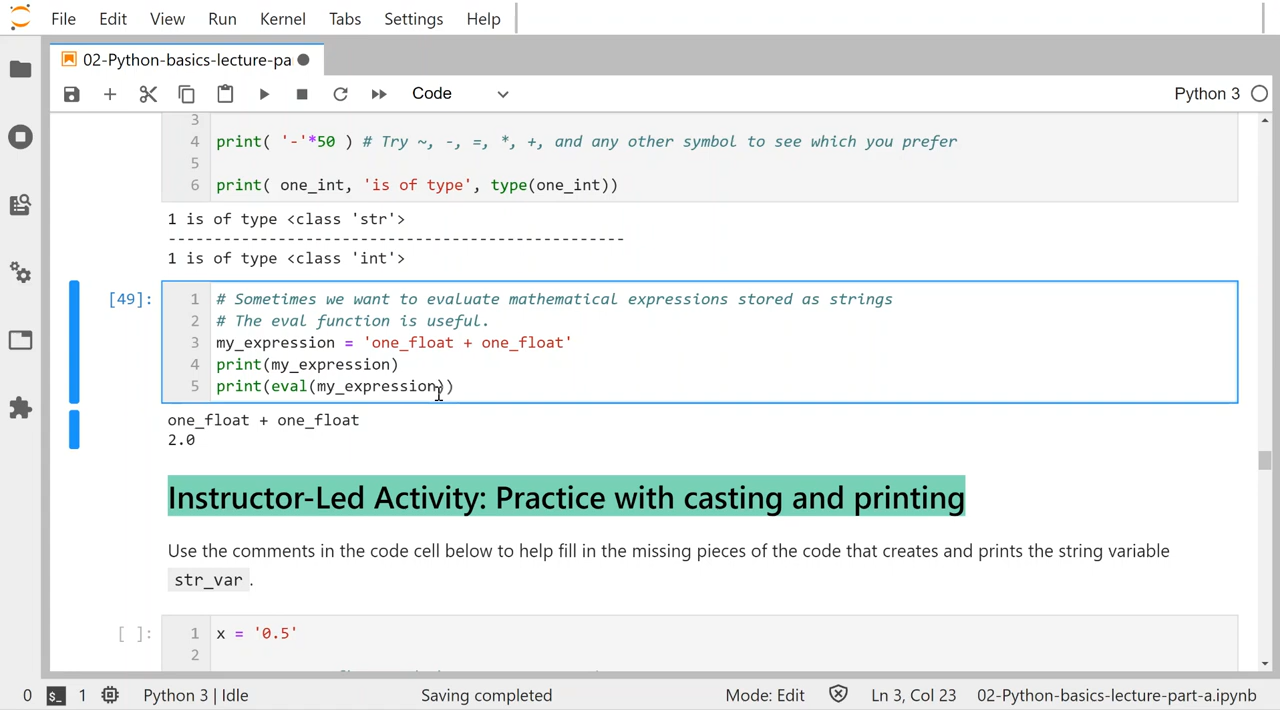 File Edit View Run Kernel Tabs Settings Help
02-Python-basics-lecture-pa
Code
Python 3
3
4 print( '-'*50 ) # Try ~, -, =, *, +, and any other symbol to see which you prefer
5
6 print( one_int, 'is of type', type(one_int))
1 is of type <class 'str'>
--------------------------------------------------
1 is of type <class 'int'>
[49]: 1 # Sometimes we want to evaluate mathematical expressions stored as strings
2 # The eval function is useful.
3 my_expression = 'one_float + one_float'
4 print(my_expression)
5 print(eval(my_expression))
one_float + one_float
2.0
Instructor-Led Activity: Practice with casting and printing
Use the comments in the code cell below to help fill in the missing pieces of the code that creates and prints the string variable
str_var .
[ ]: 1 x = '0.5'
2
0 $_ 1 Python 3 | Idle Saving completed Mode: Edit Ln 3, Col 23 02-Python-basics-lecture-part-a.ipynb